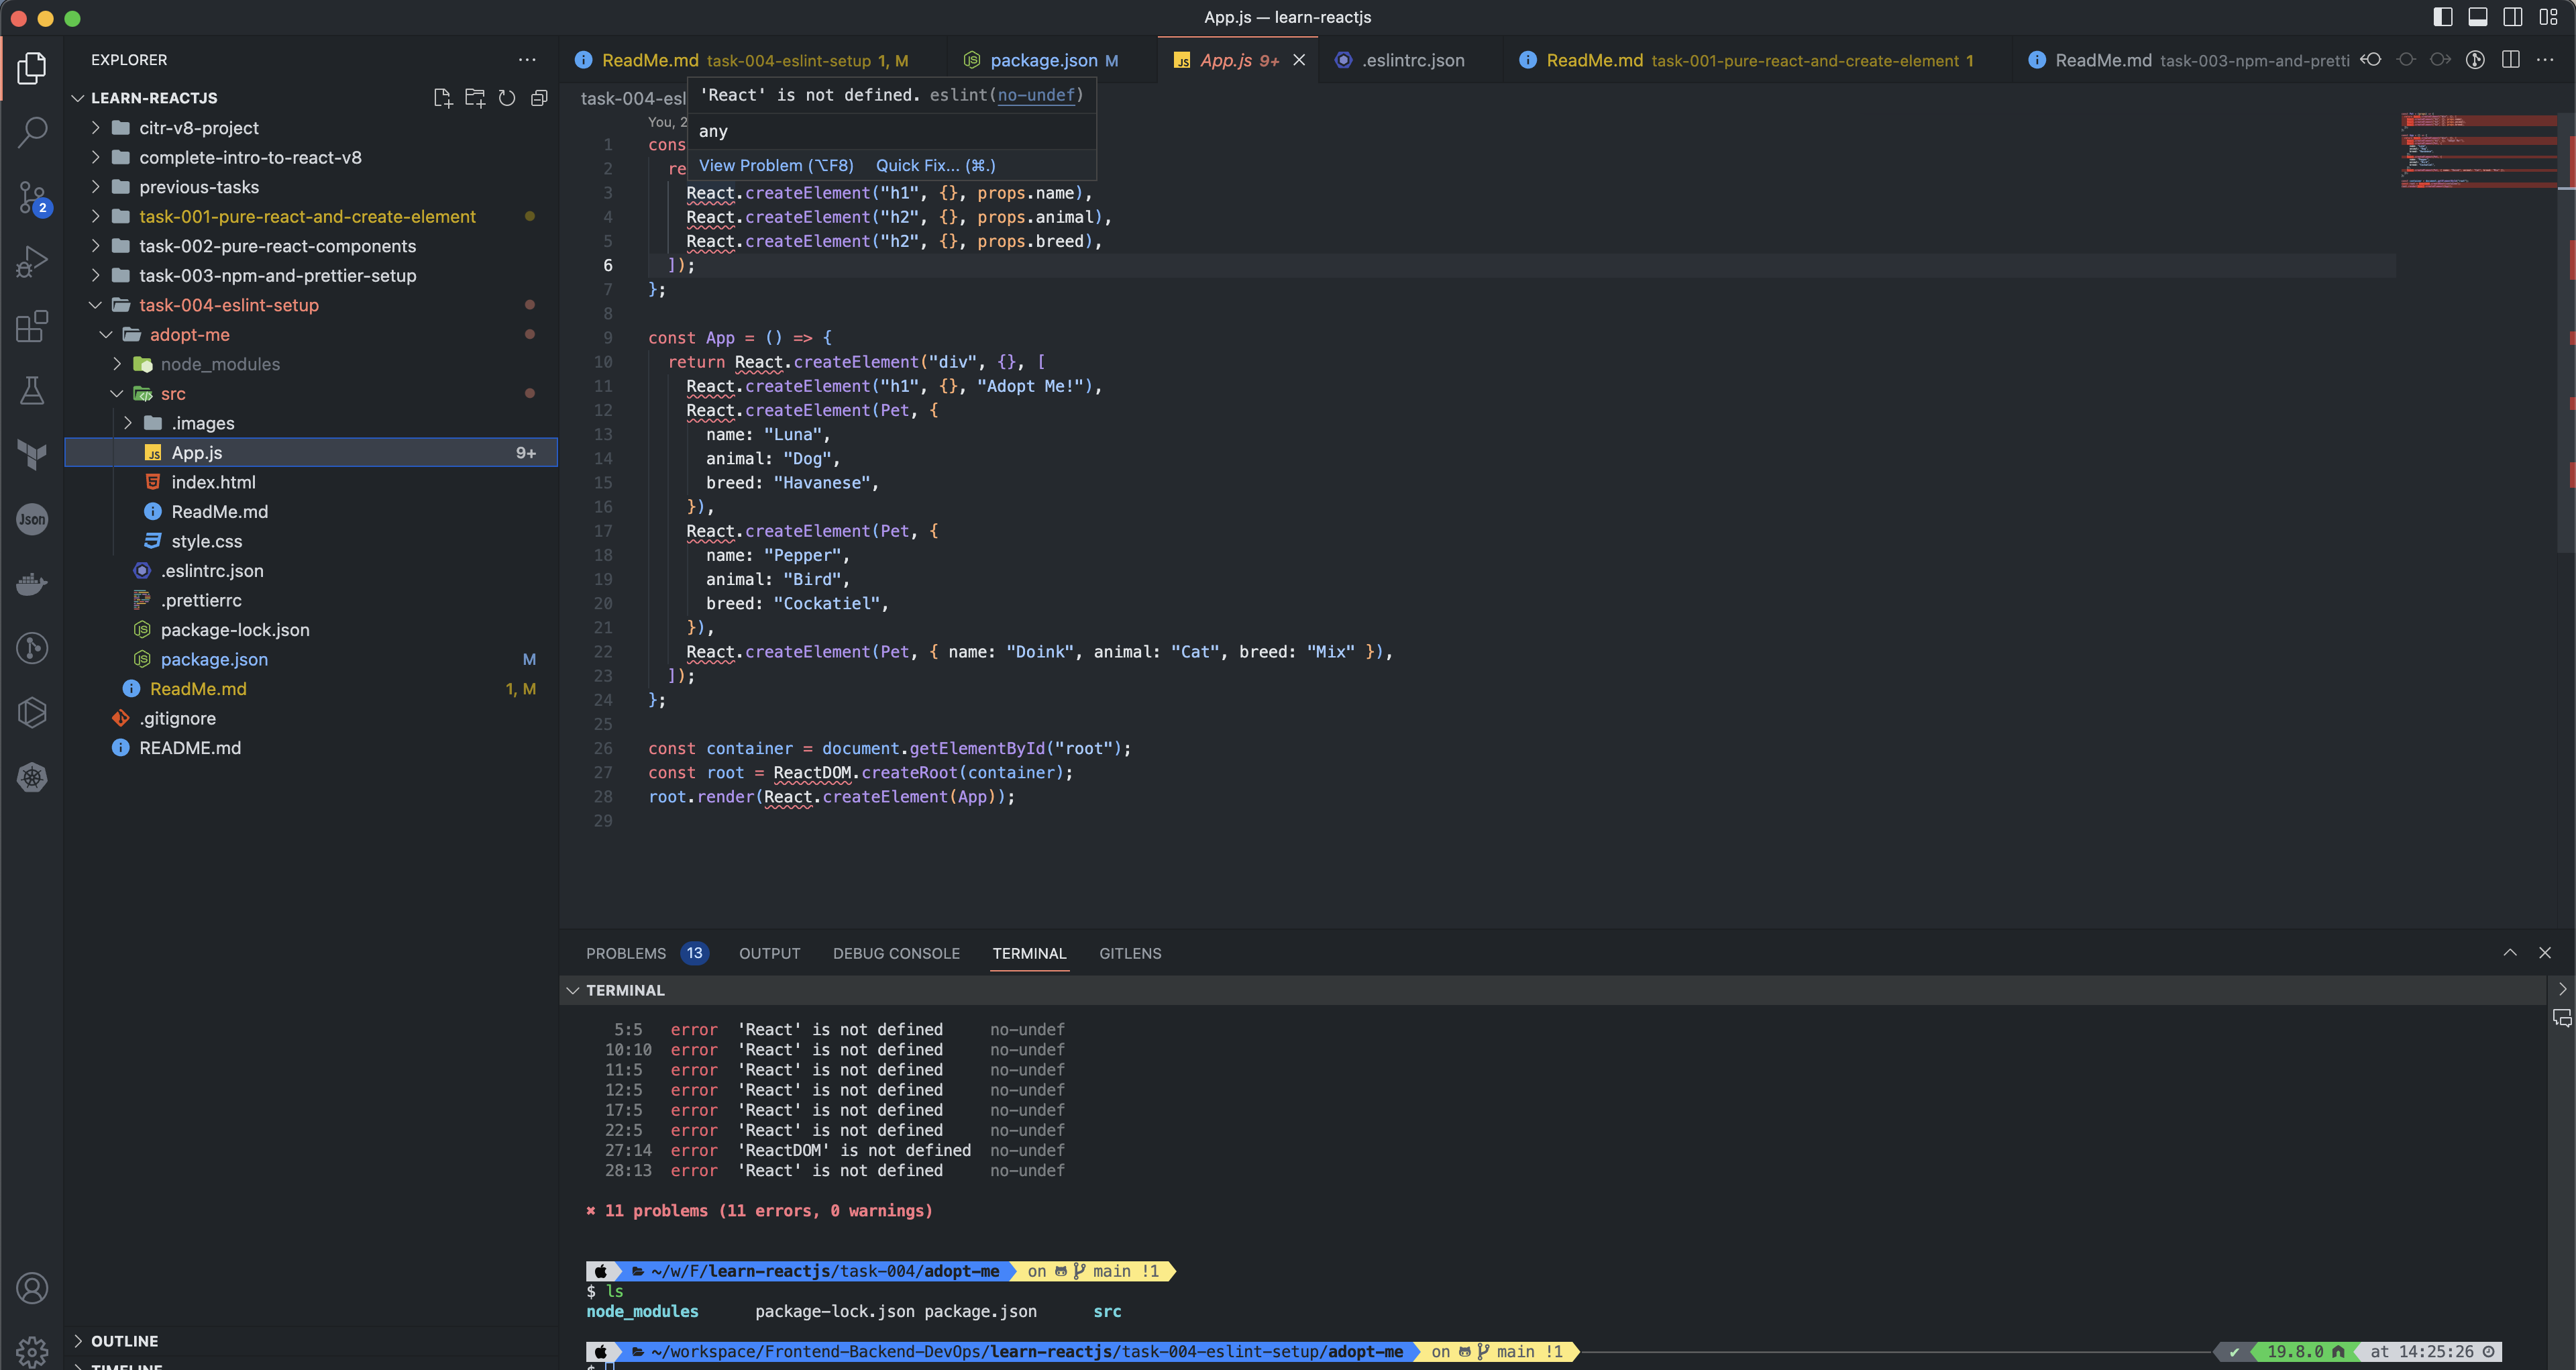 App.js — learn-reactjs
EXPLORER
ReadMe.md task-004-eslint-setup 1, M
package.json M
App.js 9+
.eslintrc.json
ReadMe.md task-001-pure-react-and-create-element 1
ReadMe.md task-003-npm-and-pretti
LEARN-REACTJS
citr-v8-project
complete-intro-to-react-v8
previous-tasks
task-001-pure-react-and-create-element
task-002-pure-react-components
task-003-npm-and-prettier-setup
task-004-eslint-setup
adopt-me
node_modules
src
.images
App.js 9+
index.html
ReadMe.md
style.css
.eslintrc.json
.prettierrc
package-lock.json
package.json M
ReadMe.md 1, M
.gitignore
README.md
OUTLINE
TIMELINE
2
Json
task-004-esl
'React' is not defined. eslint(no-undef)
You, 2
any
View Problem (⌥F8) Quick Fix... (⌘.)
1 cons
2 re
3 React.createElement("h1", {}, props.name),
4 React.createElement("h2", {}, props.animal),
5 React.createElement("h2", {}, props.breed),
6 ]);
7 };
8
9 const App = () => {
10 return React.createElement("div", {}, [
11 React.createElement("h1", {}, "Adopt Me!"),
12 React.createElement(Pet, {
13 name: "Luna",
14 animal: "Dog",
15 breed: "Havanese",
16 }),
17 React.createElement(Pet, {
18 name: "Pepper",
19 animal: "Bird",
20 breed: "Cockatiel",
21 }),
22 React.createElement(Pet, { name: "Doink", animal: "Cat", breed: "Mix" }),
23 ]);
24 };
25
26 const container = document.getElementById("root");
27 const root = ReactDOM.createRoot(container);
28 root.render(React.createElement(App));
29
PROBLEMS 13 OUTPUT DEBUG CONSOLE TERMINAL GITLENS
TERMINAL
5:5 error 'React' is not defined no-undef
10:10 error 'React' is not defined no-undef
11:5 error 'React' is not defined no-undef
12:5 error 'React' is not defined no-undef
17:5 error 'React' is not defined no-undef
22:5 error 'React' is not defined no-undef
27:14 error 'ReactDOM' is not defined no-undef
28:13 error 'React' is not defined no-undef
✖ 11 problems (11 errors, 0 warnings)
~/w/F/learn-reactjs/task-004/adopt-me on main !1
$ ls
node_modules package-lock.json package.json src
~/workspace/Frontend-Backend-DevOps/learn-reactjs/task-004-eslint-setup/adopt-me on main !1 ✔ 19.8.0 at 14:25:26
$